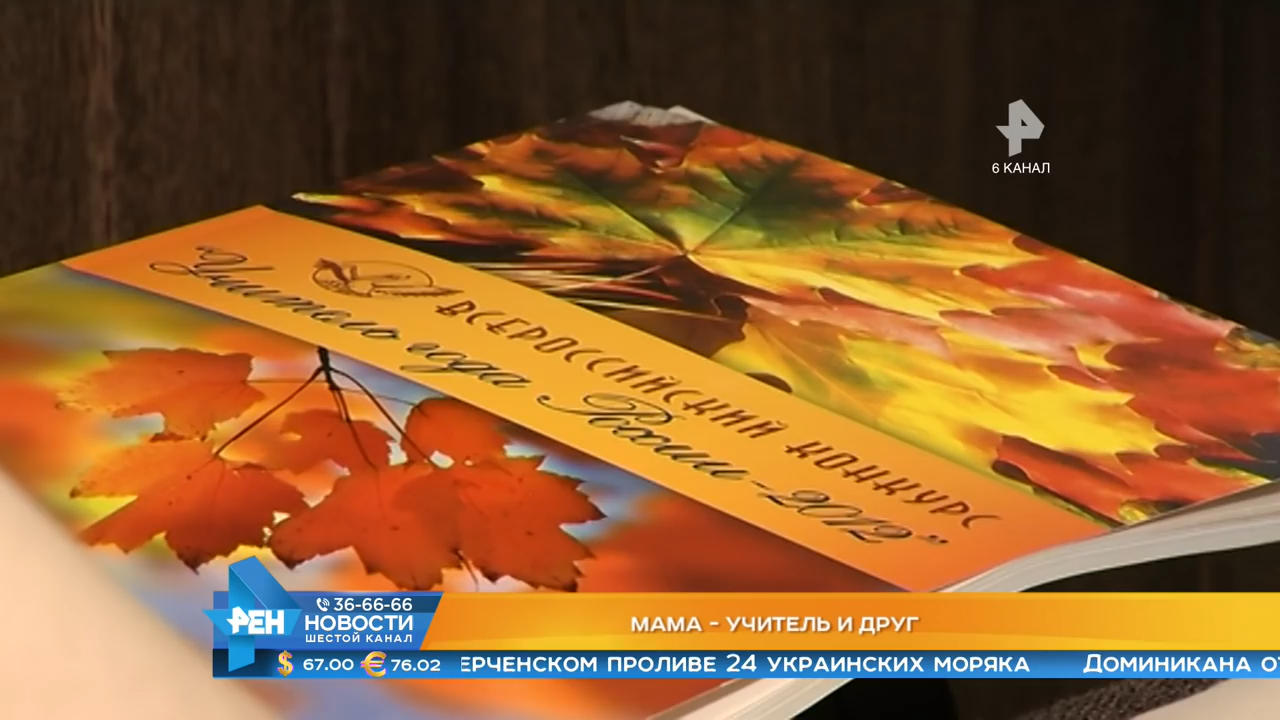 6 КАНАЛ
ВСЕРОССИЙСКИЙ КОНКУРС
"Учитель года России - 2012"
36-66-66
РЕН
НОВОСТИ
ШЕСТОЙ КАНАЛ
МАМА - УЧИТЕЛЬ И ДРУГ
$ 67.00 € 76.02
ЕРЧЕНСКОМ ПРОЛИВЕ 24 УКРАИНСКИХ МОРЯКА ДОМИНИКАНА